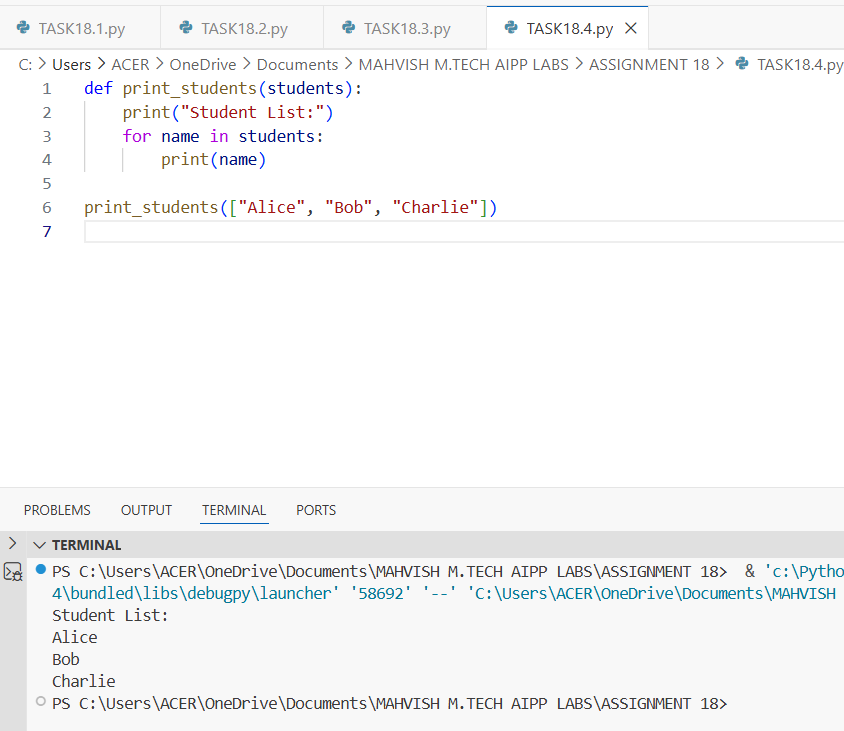 TASK18.1.py TASK18.2.py TASK18.3.py TASK18.4.py
C: > Users > ACER > OneDrive > Documents > MAHVISH M.TECH AIPP LABS > ASSIGNMENT 18 > TASK18.4.py
1 def print_students(students):
2     print("Student List:")
3     for name in students:
4         print(name)
5
6 print_students(["Alice", "Bob", "Charlie"])
7
PROBLEMS OUTPUT TERMINAL PORTS
TERMINAL
PS C:\Users\ACER\OneDrive\Documents\MAHVISH M.TECH AIPP LABS\ASSIGNMENT 18>  & 'c:\Pytho
4\bundled\libs\debugpy\launcher' '58692' '--' 'C:\Users\ACER\OneDrive\Documents\MAHVISH
Student List:
Alice
Bob
Charlie
PS C:\Users\ACER\OneDrive\Documents\MAHVISH M.TECH AIPP LABS\ASSIGNMENT 18>